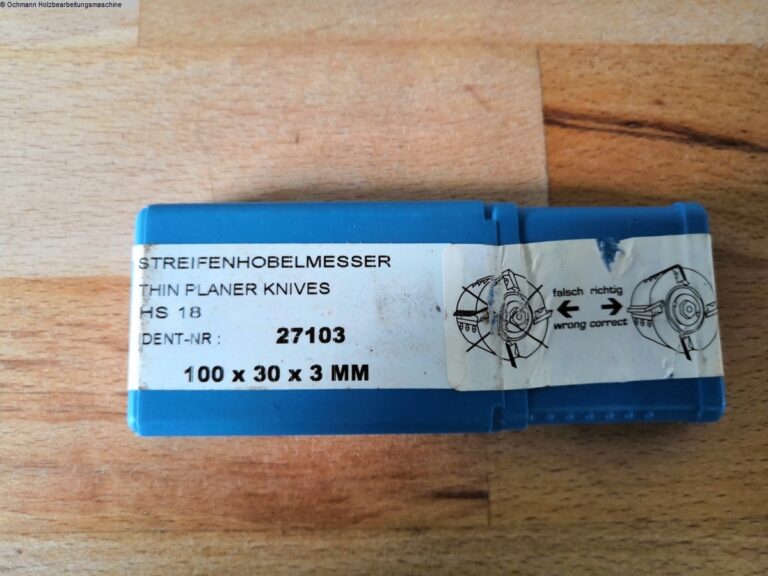 © Ochmann Holzbearbeitungsmaschine
STREIFENHOBELMESSER
THIN PLANER KNIVES
HS 18
IDENT-NR : 27103
100 x 30 x 3 MM
falsch richtig
wrong correct